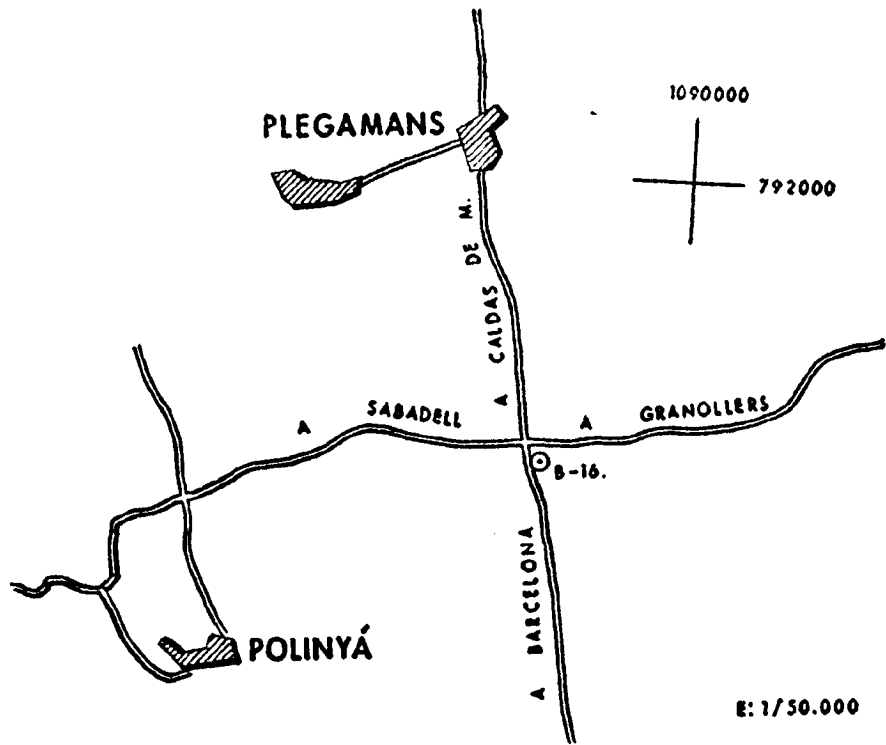 1090000
PLEGAMANS
792000
A CALDAS DE M.
A SABADELL
A GRANOLLERS
B-16.
A BARCELONA
POLINYÁ
E: 1/50.000